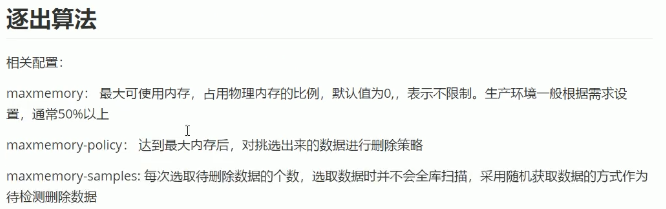 逐出算法
相关配置：
maxmemory： 最大可使用内存，占用物理内存的比例，默认值为0,，表示不限制。生产环境一般根据需求设
置，通常50%以上
maxmemory-policy： 达到最大内存后，对挑选出来的数据进行删除策略
maxmemory-samples: 每次选取待删除数据的个数，选取数据时并不会全库扫描，采用随机获取数据的方式作为
待检测删除数据